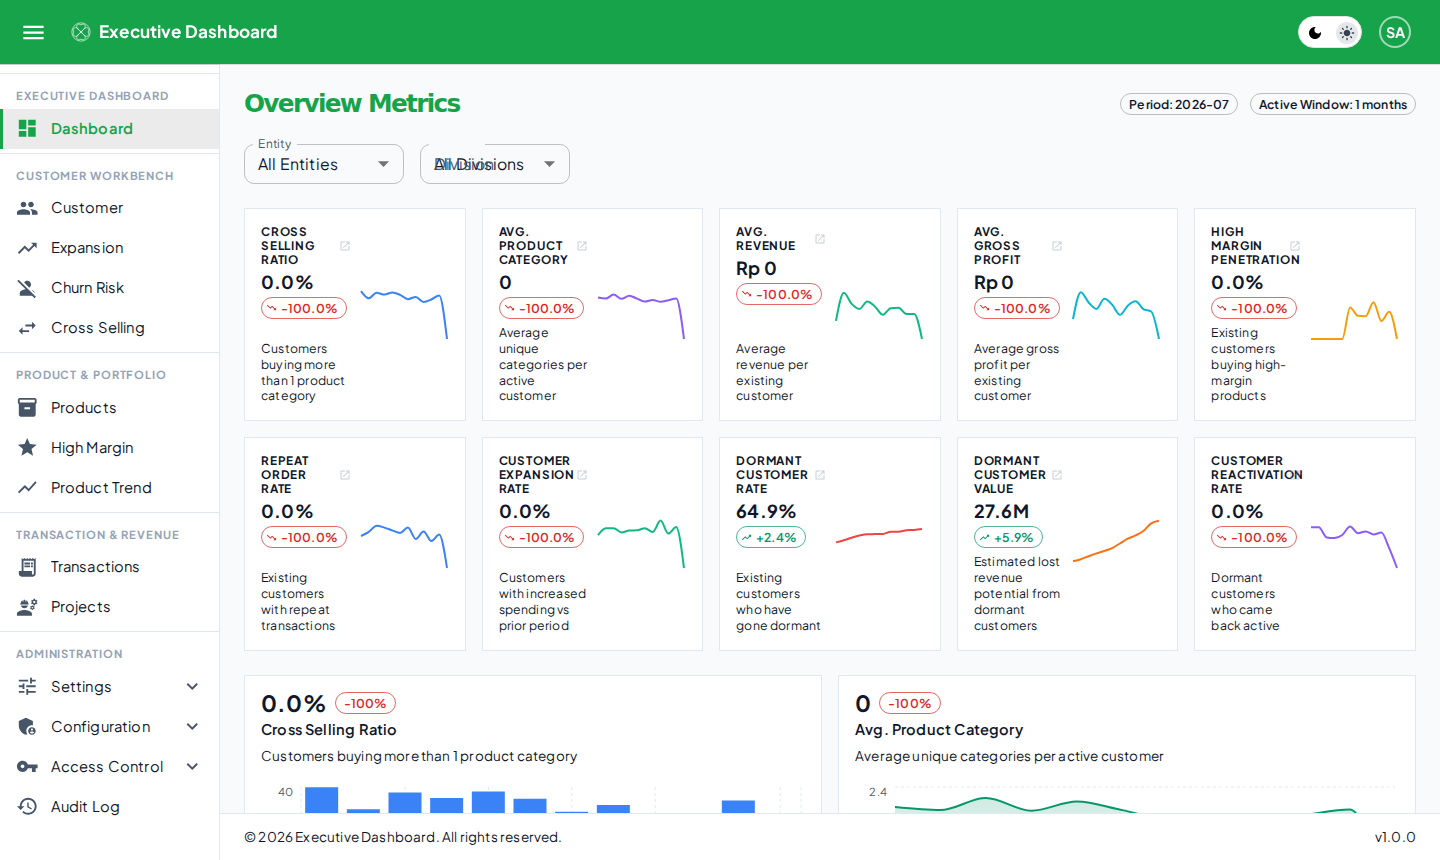 Executive Dashboard
SA
EXECUTIVE DASHBOARD
Dashboard
CUSTOMER WORKBENCH
Customer
Expansion
Churn Risk
Cross Selling
PRODUCT & PORTFOLIO
Products
High Margin
Product Trend
TRANSACTION & REVENUE
Transactions
Projects
ADMINISTRATION
Settings
Configuration
Access Control
Audit Log
Overview Metrics
Period: 2026-07
Active Window: 1 months
Entity
All Entities
Division
All Divisions
CROSS
SELLING
RATIO
0.0%
-100.0%
Customers
buying more
than 1 product
category
AVG.
PRODUCT
CATEGORY
0
-100.0%
Average
unique
categories per
active
customer
AVG.
REVENUE
Rp 0
-100.0%
Average
revenue per
existing
customer
AVG.
GROSS
PROFIT
Rp 0
-100.0%
Average gross
profit per
existing
customer
HIGH
MARGIN
PENETRATION
0.0%
-100.0%
Existing
customers
buying high-
margin
products
REPEAT
ORDER
RATE
0.0%
-100.0%
Existing
customers
with repeat
transactions
CUSTOMER
EXPANSION
RATE
0.0%
-100.0%
Customers
with increased
spending vs
prior period
DORMANT
CUSTOMER
RATE
64.9%
+2.4%
Existing
customers
who have
gone dormant
DORMANT
CUSTOMER
VALUE
27.6M
+5.9%
Estimated lost
revenue
potential from
dormant
customers
CUSTOMER
REACTIVATION
RATE
0.0%
-100.0%
Dormant
customers
who came
back active
0.0% -100%
Cross Selling Ratio
Customers buying more than 1 product category
40
0 -100%
Avg. Product Category
Average unique categories per active customer
2.4
© 2026 Executive Dashboard. All rights reserved.
v1.0.0